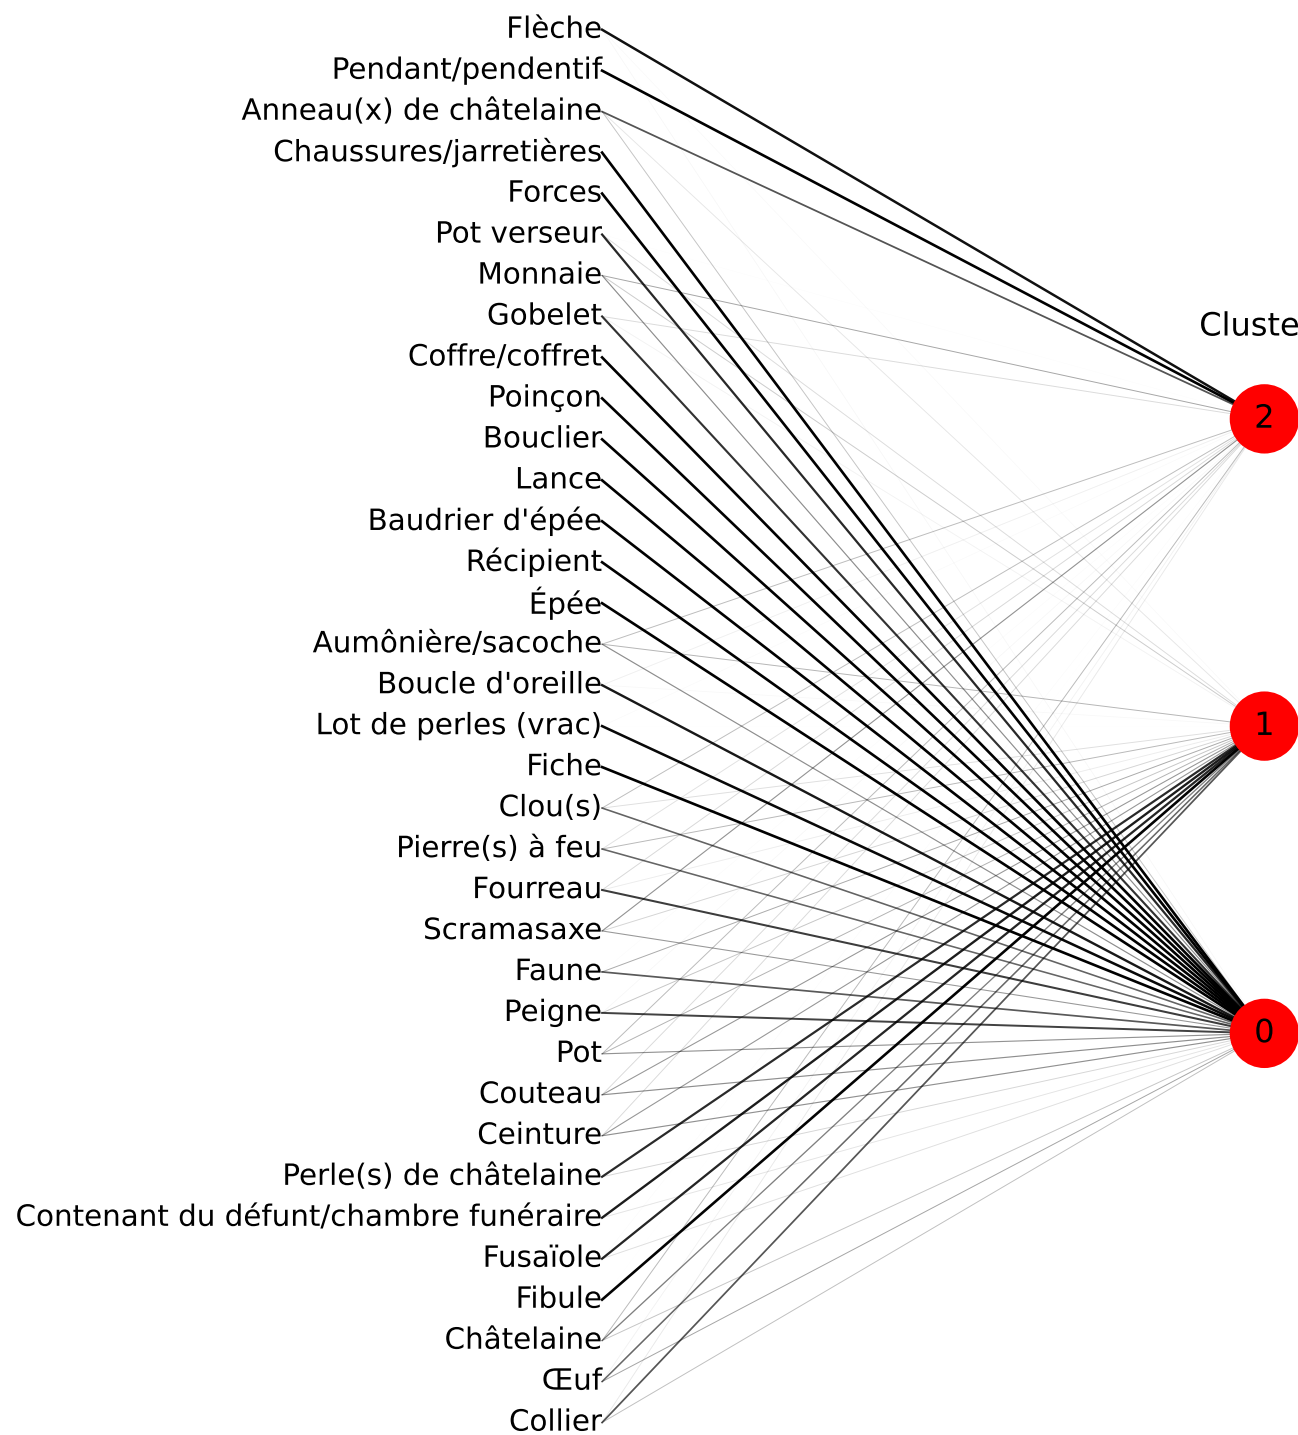 Flèche
Pendant/pendentif
Anneau(x) de châtelaine
Chaussures/jarretières
Forces
Pot verseur
Monnaie
Gobelet
Cluste
Coffre/coffret
Poinçon
2
Bouclier
Lance
Baudrier d'épée
Récipient
Épée
Aumônière/sacoche
Boucle d'oreille
Lot de perles (vrac)
1
Fiche
Clou(s)
Pierre(s) à feu
Fourreau
Scramasaxe
Faune
Peigne
0
Pot
Couteau
Ceinture
Perle(s) de châtelaine
Contenant du défunt/chambre funéraire
Fusaïole
Fibule
Châtelaine
Œuf
Collier